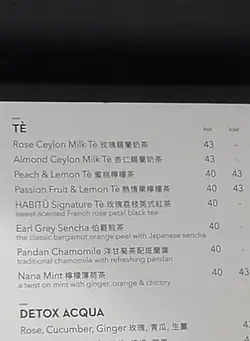 TÈ
HOT ICED
Rose Ceylon Milk Tè 玫瑰錫蘭奶茶 43 -
Almond Ceylon Milk Tè 杏仁錫蘭奶茶 43 -
Peach & Lemon Tè 蜜桃檸檬茶 40 43
Passion Fruit & Lemon Tè 熱情果檸檬茶 40 43
HABITŪ Signature Tè 玫瑰荔枝英式紅茶 40 -
sweet-scented French rose petal black tea
Earl Grey Sencha 伯爵煎茶 40 -
the classic bergamot orange peel with Japanese sencha
Pandan Chamomile 洋甘菊茶配斑蘭葉 40 -
traditional chamomile with refreshing pandan
Nana Mint 檸檬薄荷茶 40 43
a twist on mint with ginger, orange & chicory
DETOX ACQUA
Rose, Cucumber, Ginger 玫瑰, 青瓜, 生薑 43